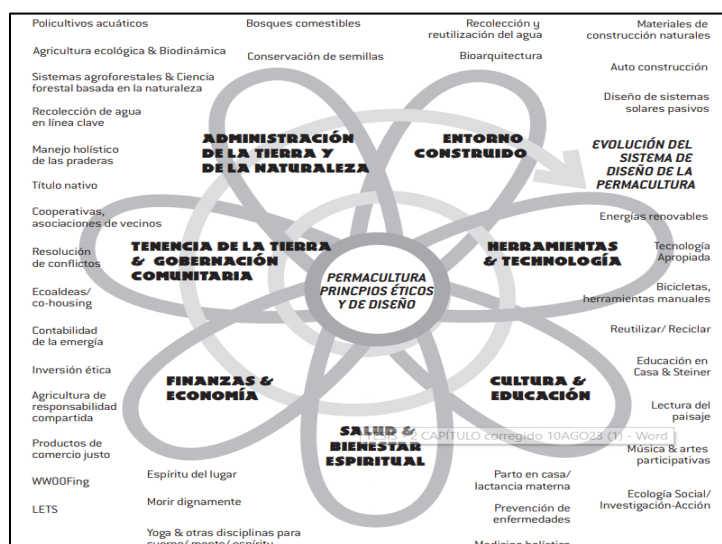 Policultivos acuáticos
Agricultura ecológica & Biodinámica
Sistemas agroforestales & Ciencia
forestal basada en la naturaleza
Recolección de agua
en línea clave
Manejo holístico
de las praderas
Título nativo
Cooperativas,
asociaciones de vecinos
Resolución
de conflictos
Ecoaldeas/
co-housing
Contabilidad
de la emergía
Inversión ética
Agricultura de
responsabilidad
compartida
Productos de
comercio justo
WWOOFing
LETS
Bosques comestibles
Conservación de semillas
Recolección y
reutilización del agua
Bioarquitectura
Materiales de
construcción naturales
Auto construcción
Diseño de sistemas
solares pasivos
EVOLUCIÓN DEL
SISTEMA DE
DISEÑO DE LA
PERMACULTURA
Energías renovables
Tecnología
Apropiada
Bicicletas,
herramientas manuales
Reutilizar/ Reciclar
Educación en
Casa & Steiner
Lectura del
paisaje
Música & artes
participativas
Ecología Social/
Investigación-Acción
ADMINISTRACIÓN
DE LA TIERRA Y
DE LA NATURALEZA
ENTORNO
CONSTRUIDO
TENENCIA DE LA TIERRA
& GOBERNACIÓN
COMUNITARIA
PERMACULTURA
PRINCPIOS ÉTICOS
Y DE DISEÑO
HERRAMIENTAS
& TECHNOLOGÍA
FINANZAS &
ECONOMÍA
CULTURA &
EDUCACIÓN
SALUD &
BIENESTAR
ESPIRITUAL
TESIS - 2 CAPÍTULO corregido 10AGO23 (1) - Word
Espíritu del lugar
Morir dignamente
Yoga & otras disciplinas para
cuerpo/ mente/ espíritu
Parto en casa/
lactancia materna
Prevención de
enfermedades
Medicina holística